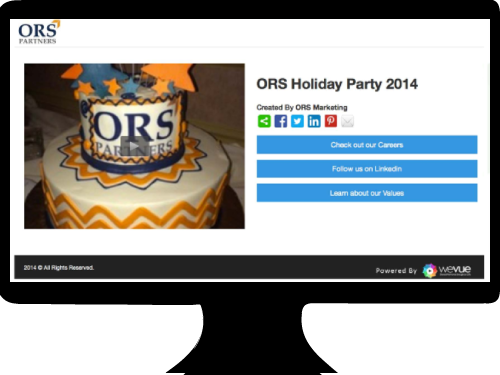 ORS
PARTNERS
ORS
PARTNERS
ORS Holiday Party 2014
Created By ORS Marketing
Check out our Careers
Follow us on LinkedIn
Learn about our Values
2014 © All Rights Reserved.
Powered By wevue